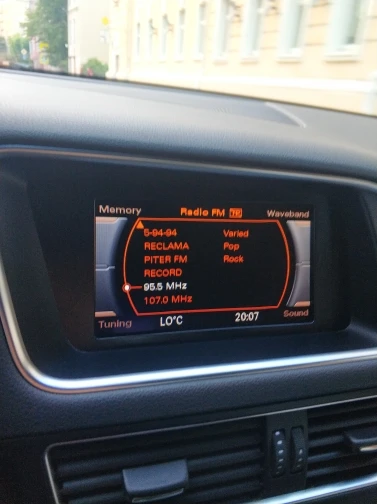 Memory Radio FM TP Waveband
5-94-94 Varied
RECLAMA Pop
PITER FM Rock
RECORD
95.5 MHz
107.0 MHz
Tuning LO°C 20:07 Sound